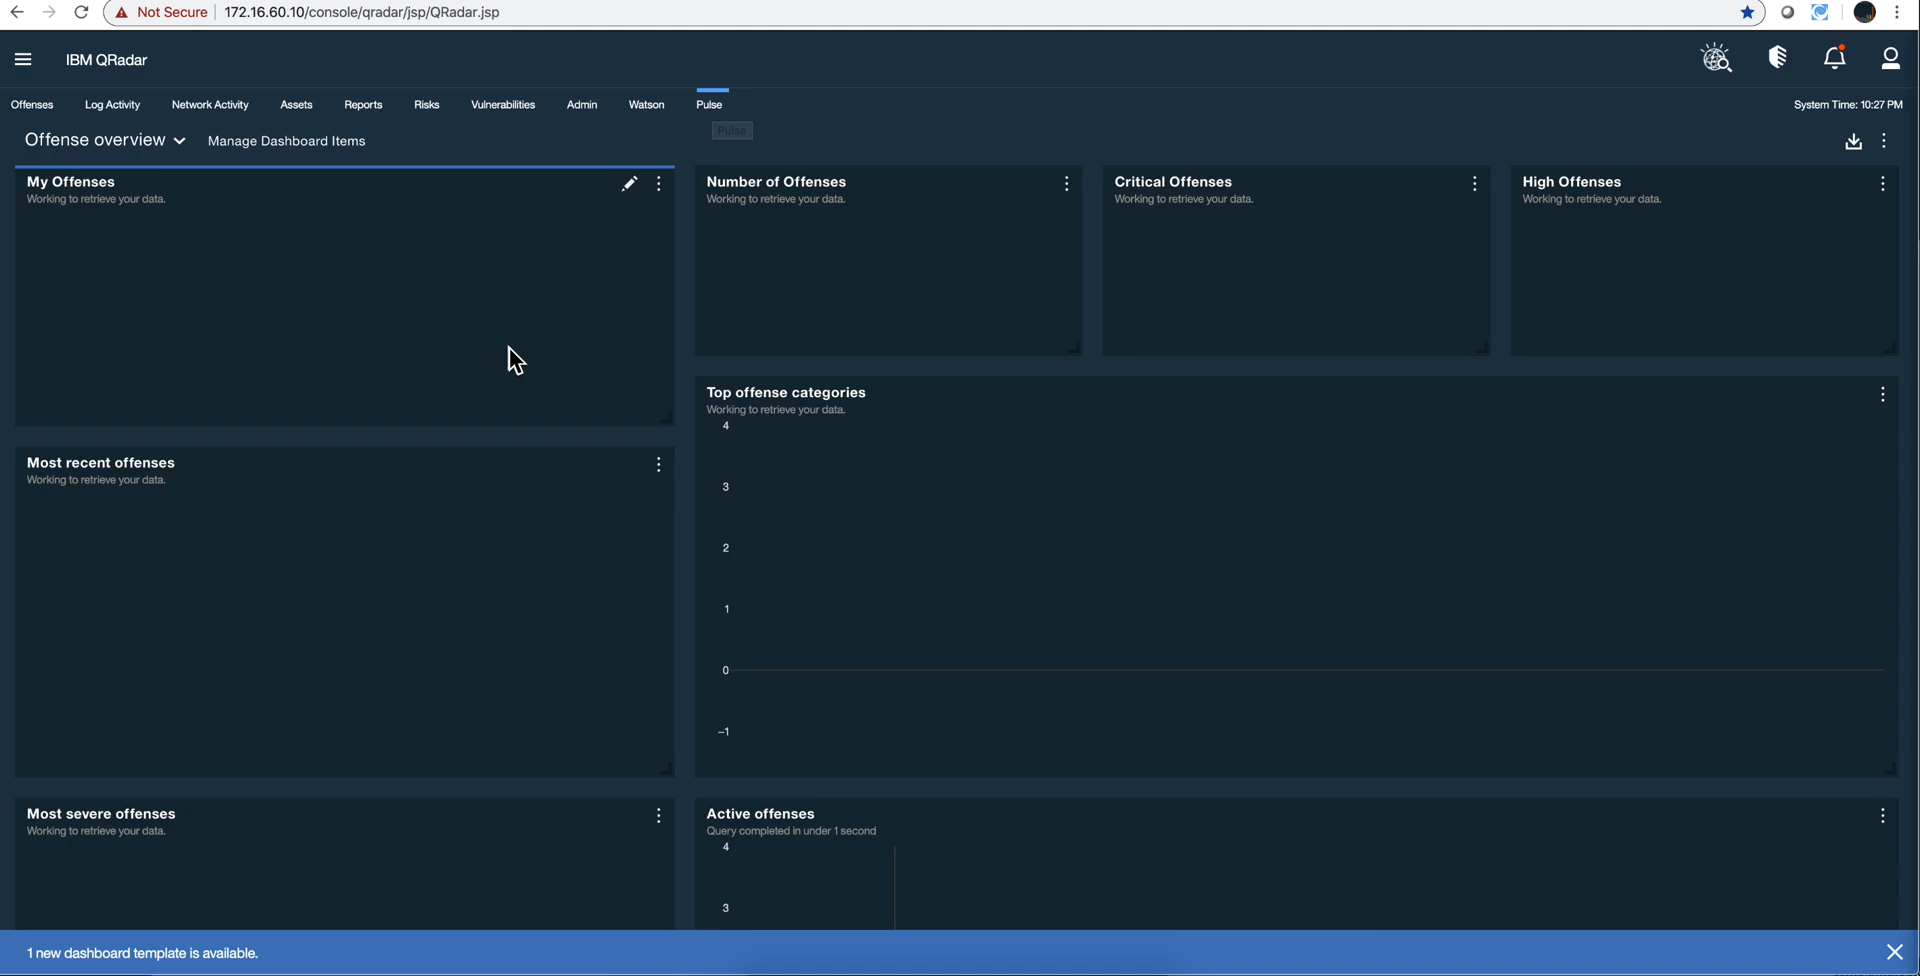 Not Secure
172.16.60.10/console/qradar/jsp/QRadar.jsp
IBM QRadar
Offenses
Log Activity
Network Activity
Assets
Reports
Risks
Vulnerabilities
Admin
Watson
Pulse
System Time: 10:27 PM
Pulse
Offense overview
Manage Dashboard Items
My Offenses
Working to retrieve your data.
Number of Offenses
Working to retrieve your data.
Critical Offenses
Working to retrieve your data.
High Offenses
Working to retrieve your data.
Top offense categories
Working to retrieve your data.
4
3
2
1
0
−1
Most recent offenses
Working to retrieve your data.
Most severe offenses
Working to retrieve your data.
Active offenses
Query completed in under 1 second
4
3
1 new dashboard template is available.